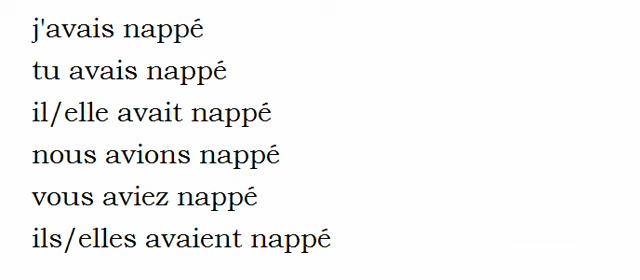 j'avais nappé
tu avais nappé
il/elle avait nappé
nous avions nappé
vous aviez nappé
ils/elles avaient nappé